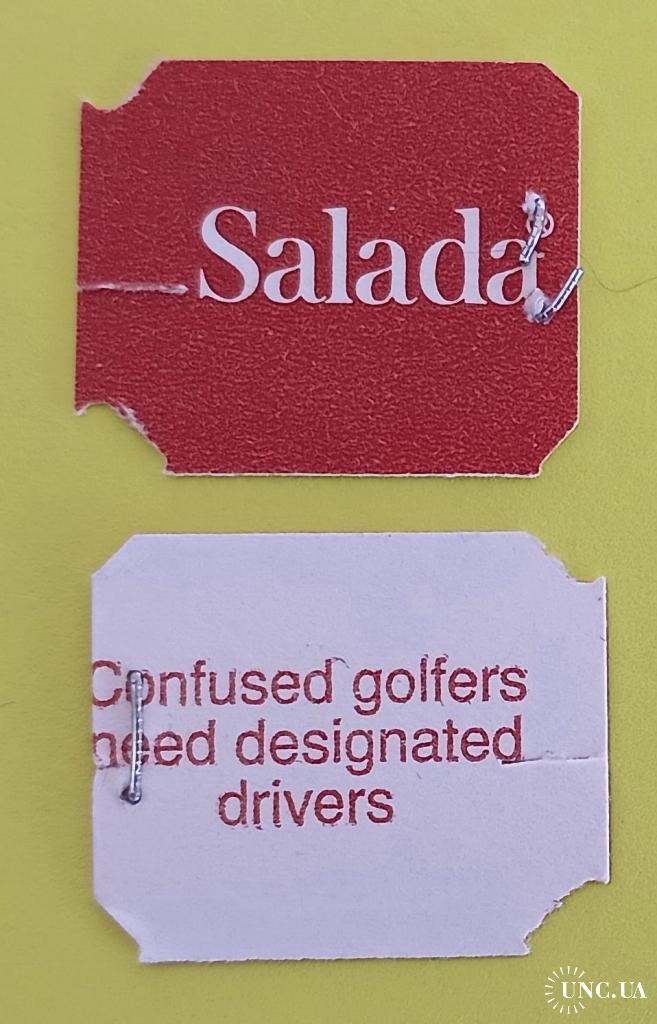 Salada®
Confused golfers
need designated
drivers
UNC.UA